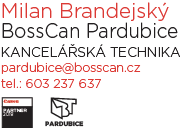 Milan Brandejský
BossCan Pardubice
KANCELÁŘSKÁ TECHNIKA
pardubice@bosscan.cz
tel.: 603 237 637
Canon
PARTNER
PARDUBICE